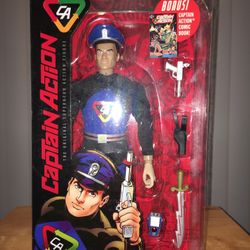 CA
BONUS!
CAPTAIN
ACTION
COMIC
BOOK!
CAPTAIN ACTION
THE ORIGINAL SUPERHERO ACTION FIGURE
CA